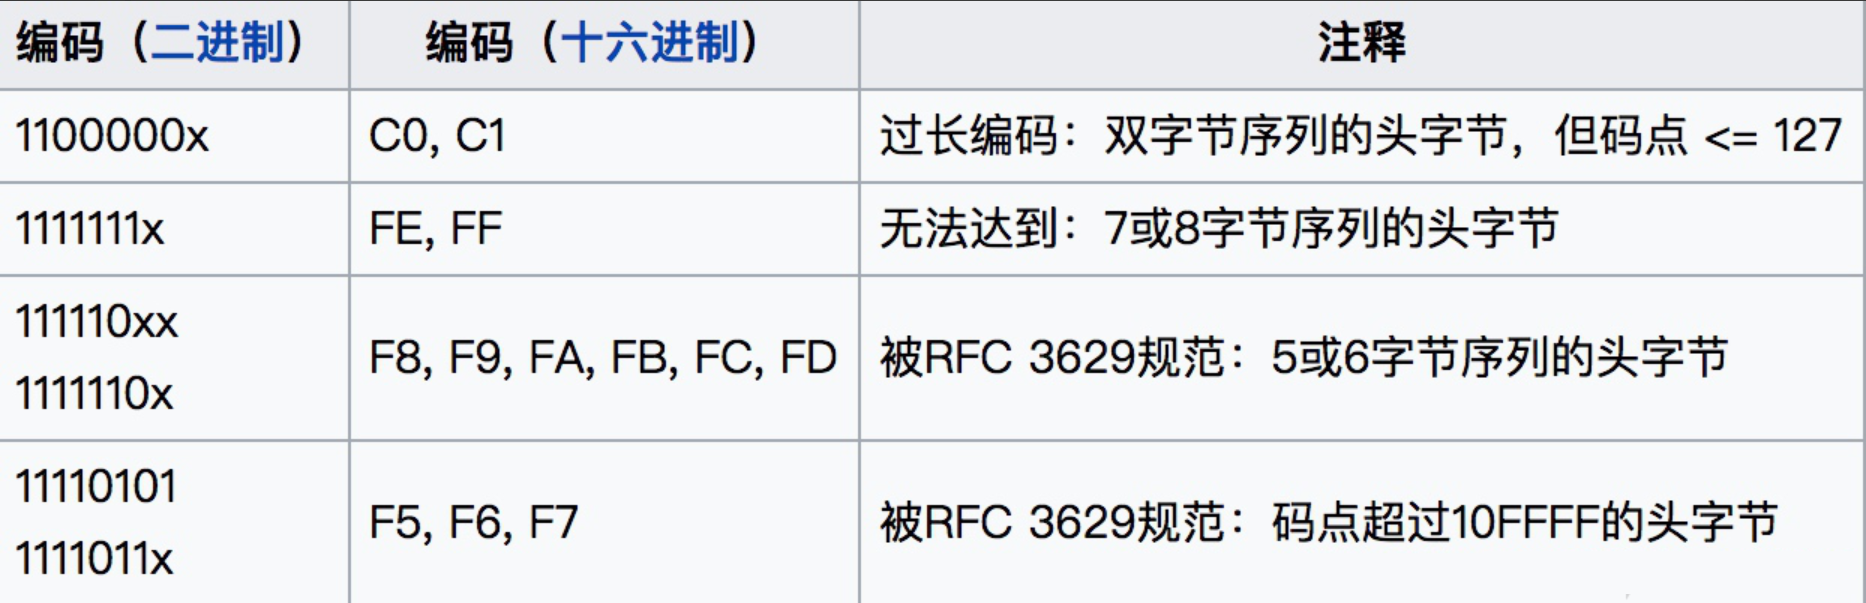 编码（二进制） 编码（十六进制） 注释
1100000x C0, C1 过长编码：双字节序列的头字节，但码点 <= 127
1111111x FE, FF 无法达到：7或8字节序列的头字节
111110xx
1111110x F8, F9, FA, FB, FC, FD 被RFC 3629规范：5或6字节序列的头字节
11110101
1111011x F5, F6, F7 被RFC 3629规范：码点超过10FFFF的头字节